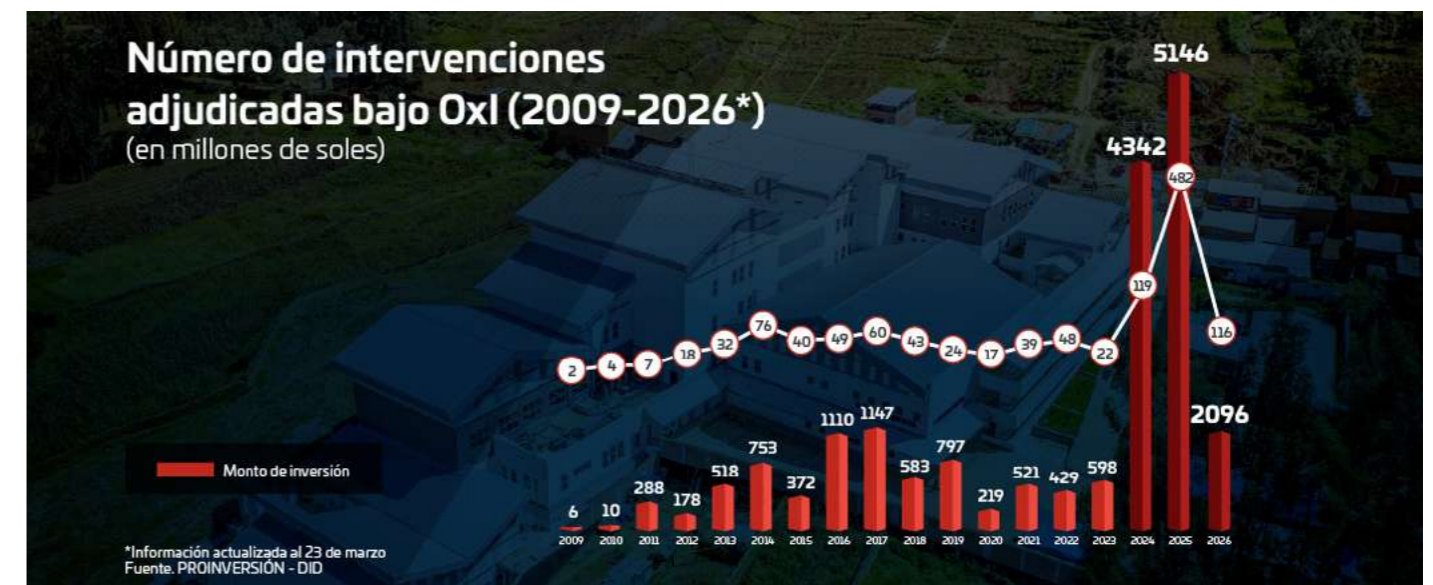 Número de intervenciones
adjudicadas bajo OxI (2009-2026*)
(en millones de soles)
5146
4342
482
119
2 4 7 18 32 76 40 49 60 43 24 17 39 48 22
116
2096
1110 1147
753
797
518
583
372
288
178
521
429
598
219
6 10
Monto de inversión
2009 2010 2011 2012 2013 2014 2015 2016 2017 2018 2019 2020 2021 2022 2023 2024 2025 2026
*Información actualizada al 23 de marzo
Fuente. PROINVERSIÓN - DID